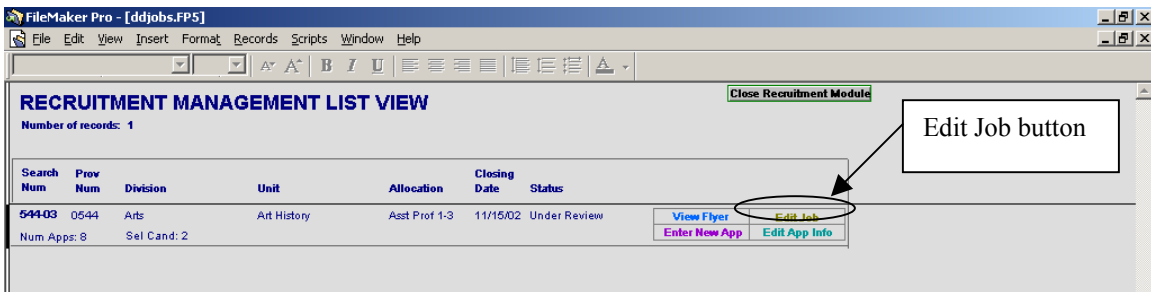 FileMaker Pro - [ddjobs.FP5]
File Edit View Insert Format Records Scripts Window Help
B I U A
RECRUITMENT MANAGEMENT LIST VIEW
Close Recruitment Module
Number of records: 1
Edit Job button
Search Num Prov Num Division Unit Allocation Closing Date Status
544-03 0544 Arts Art History Asst Prof 1-3 11/15/02 Under Review View Flyer Edit Job
Num Apps: 8 Sel Cand: 2 Enter New App Edit App Info